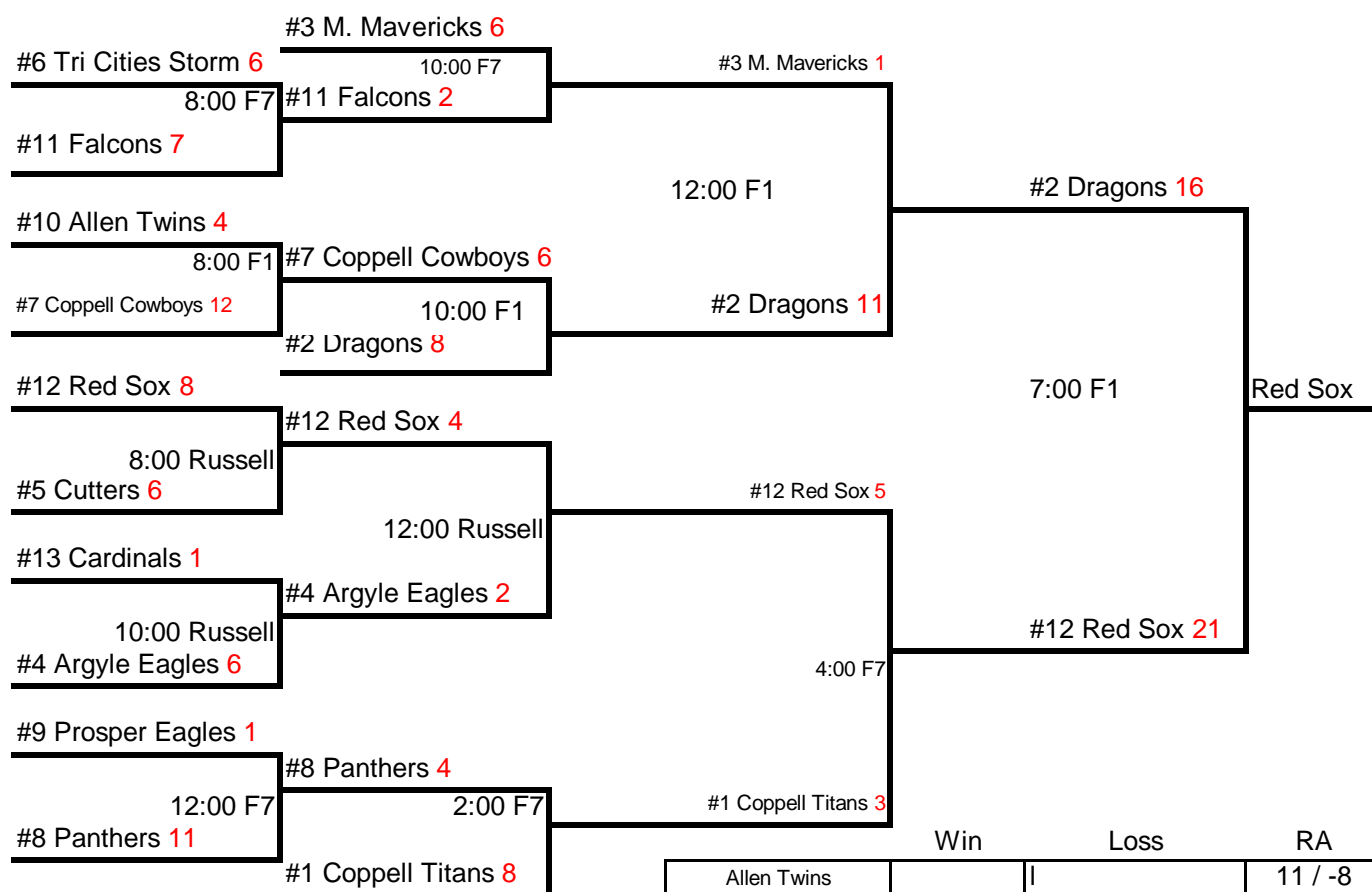 #3 M. Mavericks 6
#6 Tri Cities Storm 6
10:00 F7
#3 M. Mavericks 1
8:00 F7
#11 Falcons 2
#11 Falcons 7
12:00 F1
#2 Dragons 16
#10 Allen Twins 4
8:00 F1
#7 Coppell Cowboys 6
#7 Coppell Cowboys 12
10:00 F1
#2 Dragons 11
#2 Dragons 8
#12 Red Sox 8
7:00 F1
Red Sox
#12 Red Sox 4
8:00 Russell
#5 Cutters 6
#12 Red Sox 5
12:00 Russell
#13 Cardinals 1
#4 Argyle Eagles 2
10:00 Russell
#12 Red Sox 21
#4 Argyle Eagles 6
4:00 F7
#9 Prosper Eagles 1
#8 Panthers 4
12:00 F7
2:00 F7
#1 Coppell Titans 3
#8 Panthers 11
#1 Coppell Titans 8
Win Loss RA
Allen Twins I 11 / -8